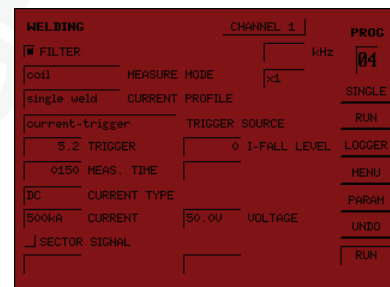 WELDING CHANNEL 1 PROG
FILTER kHz 04
coil MEASURE MODE x1
single weld CURRENT PROFILE SINGLE
current-trigger TRIGGER SOURCE RUN
5.2 TRIGGER 0 I-FALL LEVEL LOGGER
0150 MEAS. TIME MENU
DC CURRENT TYPE PARAM
500kA CURRENT 50.0V VOLTAGE UNDO
SECTOR SIGNAL RUN